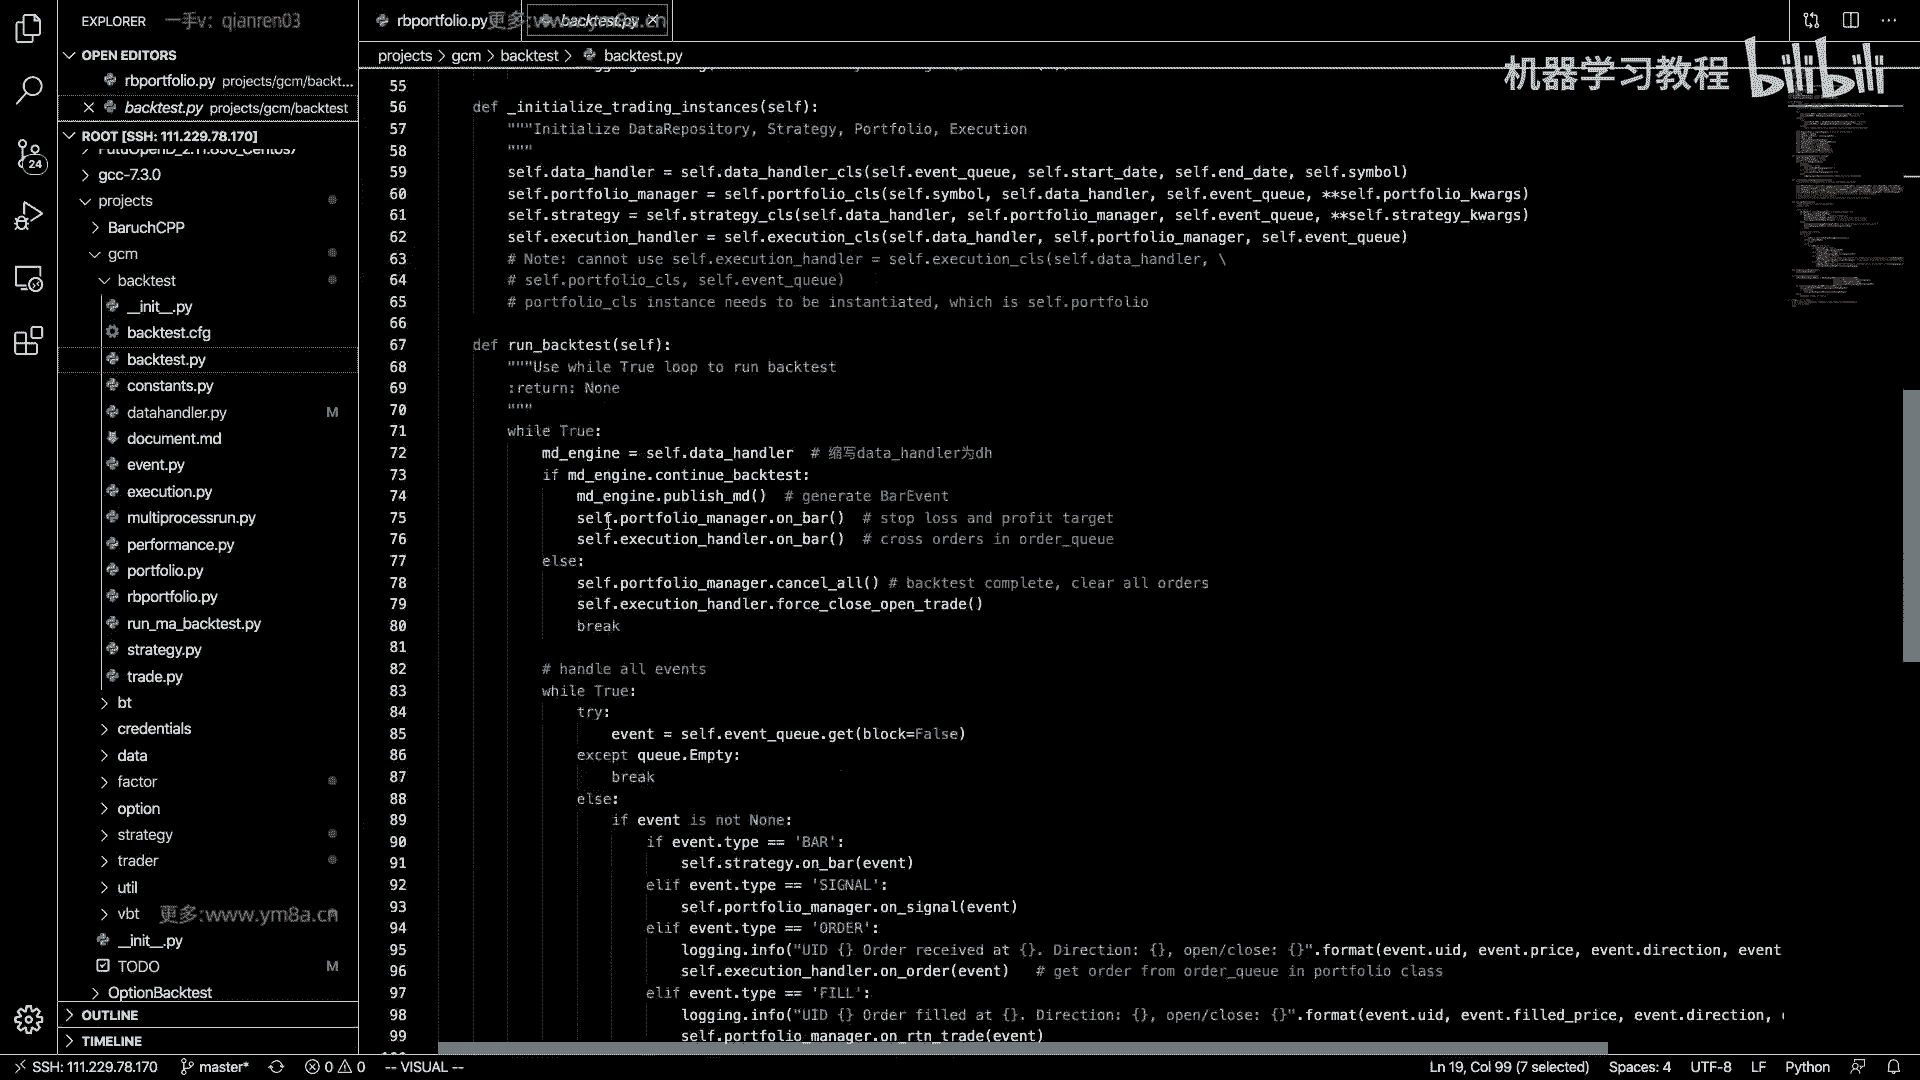 EXPLORER
一手v：qianren03
rbportfolio.py
更多:www.ym8a.cn
backtest.py
OPEN EDITORS
rbportfolio.py projects/gcm/backt...
backtest.py projects/gcm/backtest
projects > gcm > backtest > backtest.py
机器学习教程 bilibili
ROOT [SSH: 111.229.78.170]
gcc-7.3.0
projects
BaruchCPP
gcm
backtest
__init__.py
backtest.cfg
backtest.py
constants.py
datahandler.py M
document.md
event.py
execution.py
multiprocessrun.py
performance.py
portfolio.py
rbportfolio.py
run_ma_backtest.py
strategy.py
trade.py
bt
credentials
data
factor
option
strategy
trader
util
vbt
更多:www.ym8a.cn
__init__.py
TODO M
OptionBacktest
OUTLINE
TIMELINE
55
56 def _initialize_trading_instances(self):
57 """Initialize DataRepository, Strategy, Portfolio, Execution
58 """
59 self.data_handler = self.data_handler_cls(self.event_queue, self.start_date, self.end_date, self.symbol)
60 self.portfolio_manager = self.portfolio_cls(self.symbol, self.data_handler, self.event_queue, **self.portfolio_kwargs)
61 self.strategy = self.strategy_cls(self.data_handler, self.portfolio_manager, self.event_queue, **self.strategy_kwargs)
62 self.execution_handler = self.execution_cls(self.data_handler, self.portfolio_manager, self.event_queue)
63 # Note: cannot use self.execution_handler = self.execution_cls(self.data_handler, \
64 # self.portfolio_cls, self.event_queue)
65 # portfolio_cls instance needs to be instantiated, which is self.portfolio
66
67 def run_backtest(self):
68 """Use while True loop to run backtest
69 :return: None
70 """
71 while True:
72 md_engine = self.data_handler # 缩写data_handler为dh
73 if md_engine.continue_backtest:
74 md_engine.publish_md() # generate BarEvent
75 self.portfolio_manager.on_bar() # stop loss and profit target
76 self.execution_handler.on_bar() # cross orders in order_queue
77 else:
78 self.portfolio_manager.cancel_all() # backtest complete, clear all orders
79 self.execution_handler.force_close_open_trade()
80 break
81
82 # handle all events
83 while True:
84 try:
85 event = self.event_queue.get(block=False)
86 except queue.Empty:
87 break
88 else:
89 if event is not None:
90 if event.type == 'BAR':
91 self.strategy.on_bar(event)
92 elif event.type == 'SIGNAL':
93 self.portfolio_manager.on_signal(event)
94 elif event.type == 'ORDER':
95 logging.info("UID {} Order received at {}. Direction: {}, open/close: {}".format(event.uid, event.price, event.direction, event
96 self.execution_handler.on_order(event) # get order from order_queue in portfolio class
97 elif event.type == 'FILL':
98 logging.info("UID {} Order filled at {}. Direction: {}, open/close: {}".format(event.uid, event.filled_price, event.direction,
99 self.portfolio_manager.on_rtn_trade(event)
24
SSH: 111.229.78.170 master* 0 0 -- VISUAL -- Ln 19, Col 99 (7 selected) Spaces: 4 UTF-8 LF Python